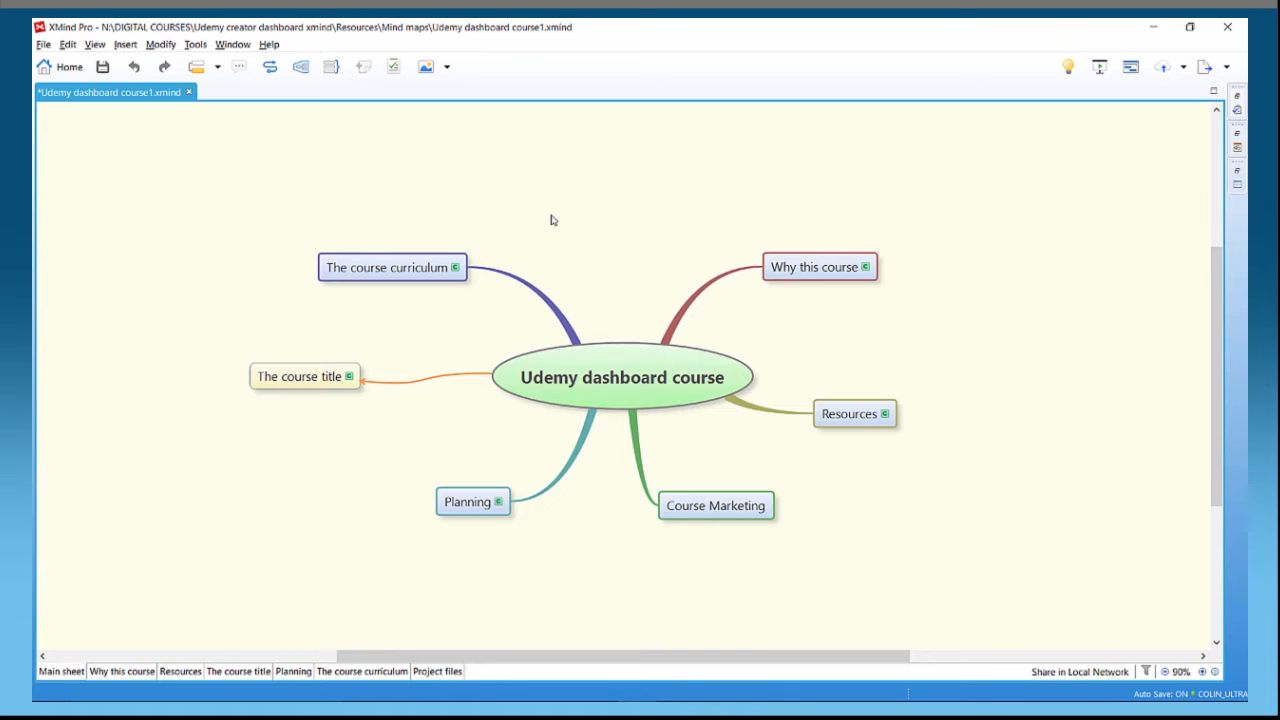 XMind Pro - N:\DIGITAL COURSES\Udemy creator dashboard xmind\Resources\Mind maps\Udemy dashboard course1.xmind
File Edit View Insert Modify Tools Window Help
Home
*Udemy dashboard course1.xmind
The course curriculum
Why this course
The course title
Udemy dashboard course
Resources
Planning
Course Marketing
Main sheet Why this course Resources The course title Planning The course curriculum Project files
Share in Local Network 90%
Auto Save: ON COLIN_ULTRA